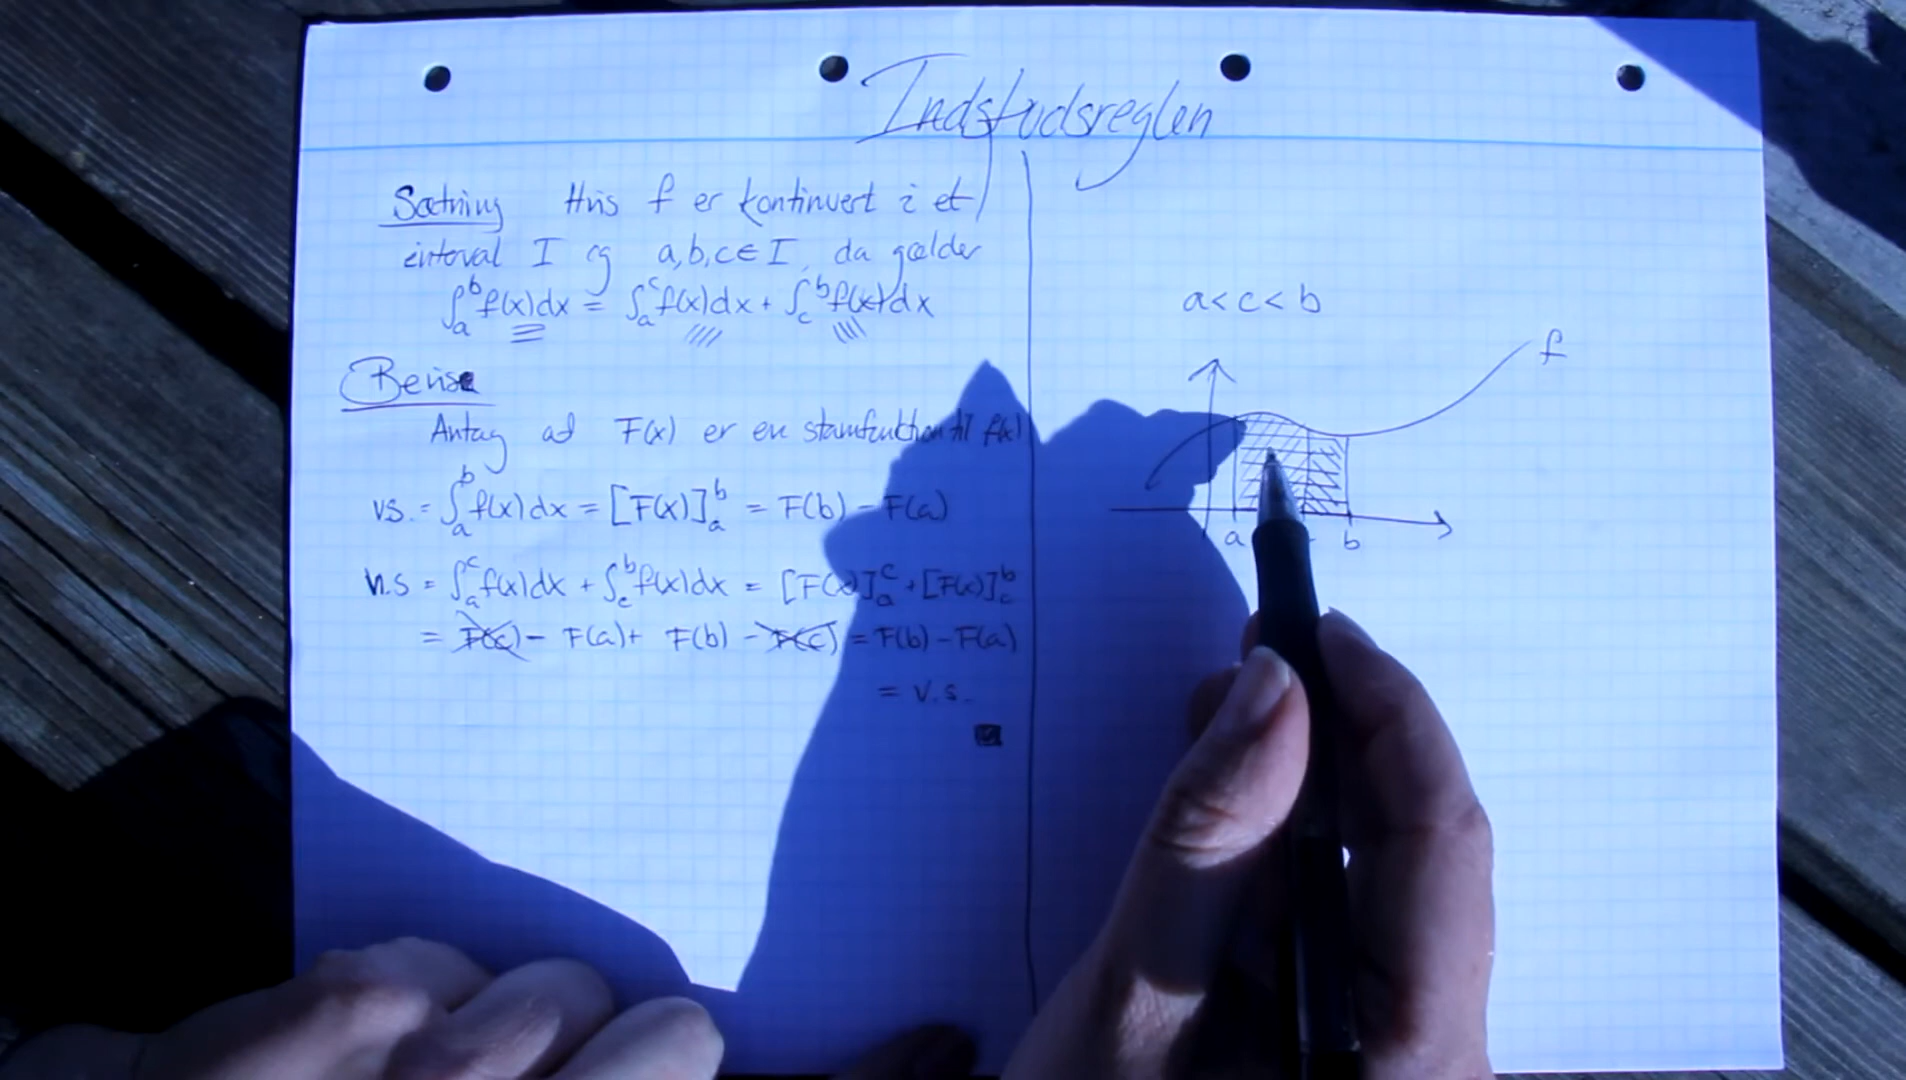 Indskudsreglen
Sætning Hvis f er kontinuert i et
interval I og a,b,c∈I, da gælder
∫_a^b f(x)dx = ∫_a^c f(x)dx + ∫_c^b f(x)dx
Bevis
Antag at F(x) er en stamfunktion til f(x)
v.s. = ∫_a^b f(x)dx = [F(x)]_a^b = F(b) - F(a)
h.s = ∫_a^c f(x)dx + ∫_c^b f(x)dx = [F(x)]_a^c + [F(x)]_c^b
= F(c) - F(a) + F(b) - F(c) = F(b) - F(a)
= v.s.
a < c < b
f
a b